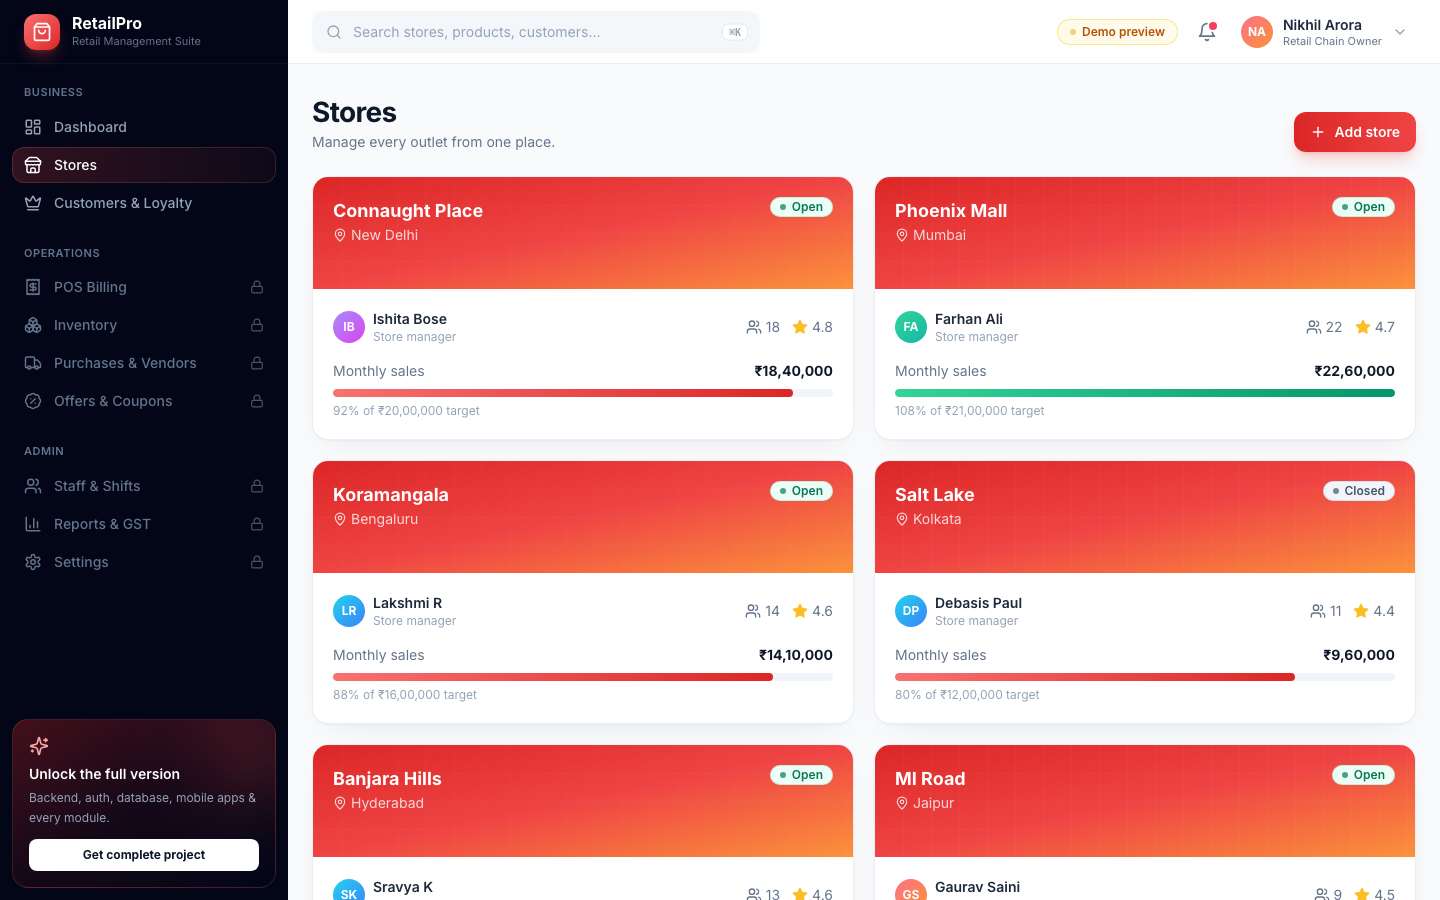 RetailPro
Retail Management Suite
BUSINESS
Dashboard
Stores
Customers & Loyalty
OPERATIONS
POS Billing
Inventory
Purchases & Vendors
Offers & Coupons
ADMIN
Staff & Shifts
Reports & GST
Settings
Unlock the full version
Backend, auth, database, mobile apps &
every module.
Get complete project
Search stores, products, customers...
⌘K
Demo preview
NA
Nikhil Arora
Retail Chain Owner
Stores
Manage every outlet from one place.
Add store
Connaught Place
Open
New Delhi
IB
Ishita Bose
Store manager
18
4.8
Monthly sales
₹18,40,000
92% of ₹20,00,000 target
Phoenix Mall
Open
Mumbai
FA
Farhan Ali
Store manager
22
4.7
Monthly sales
₹22,60,000
108% of ₹21,00,000 target
Koramangala
Open
Bengaluru
LR
Lakshmi R
Store manager
14
4.6
Monthly sales
₹14,10,000
88% of ₹16,00,000 target
Salt Lake
Closed
Kolkata
DP
Debasis Paul
Store manager
11
4.4
Monthly sales
₹9,60,000
80% of ₹12,00,000 target
Banjara Hills
Open
Hyderabad
SK
Sravya K
13
4.6
MI Road
Open
Jaipur
GS
Gaurav Saini
9
4.5